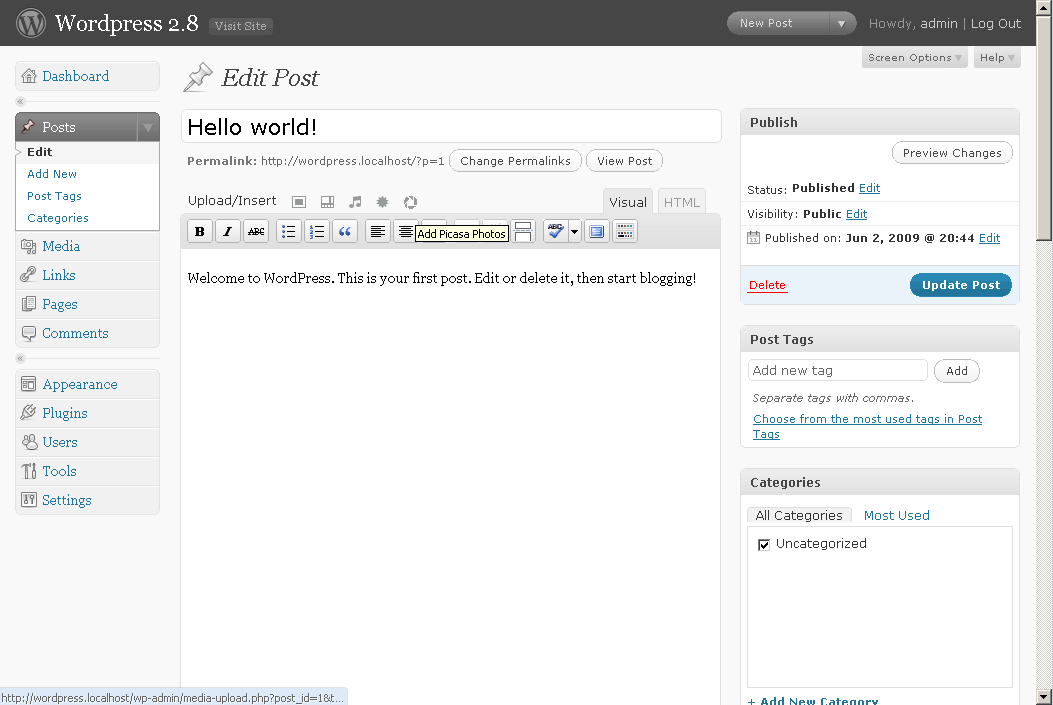 Wordpress 2.8
Visit Site
New Post
Howdy, admin | Log Out
Screen Options
Help
Dashboard
Posts
Edit
Add New
Post Tags
Categories
Media
Links
Pages
Comments
Appearance
Plugins
Users
Tools
Settings
Edit Post
Hello world!
Permalink: http://wordpress.localhost/?p=1
Change Permalinks
View Post
Upload/Insert
Visual
HTML
B
I
ABC
ABC
Add Picasa Photos
Welcome to WordPress. This is your first post. Edit or delete it, then start blogging!
Publish
Preview Changes
Status: Published Edit
Visibility: Public Edit
Published on: Jun 2, 2009 @ 20:44 Edit
Delete
Update Post
Post Tags
Add new tag
Add
Separate tags with commas.
Choose from the most used tags in Post
Tags
Categories
All Categories
Most Used
Uncategorized
+ Add New Category
http://wordpress.localhost/wp-admin/media-upload.php?post_id=1&t...